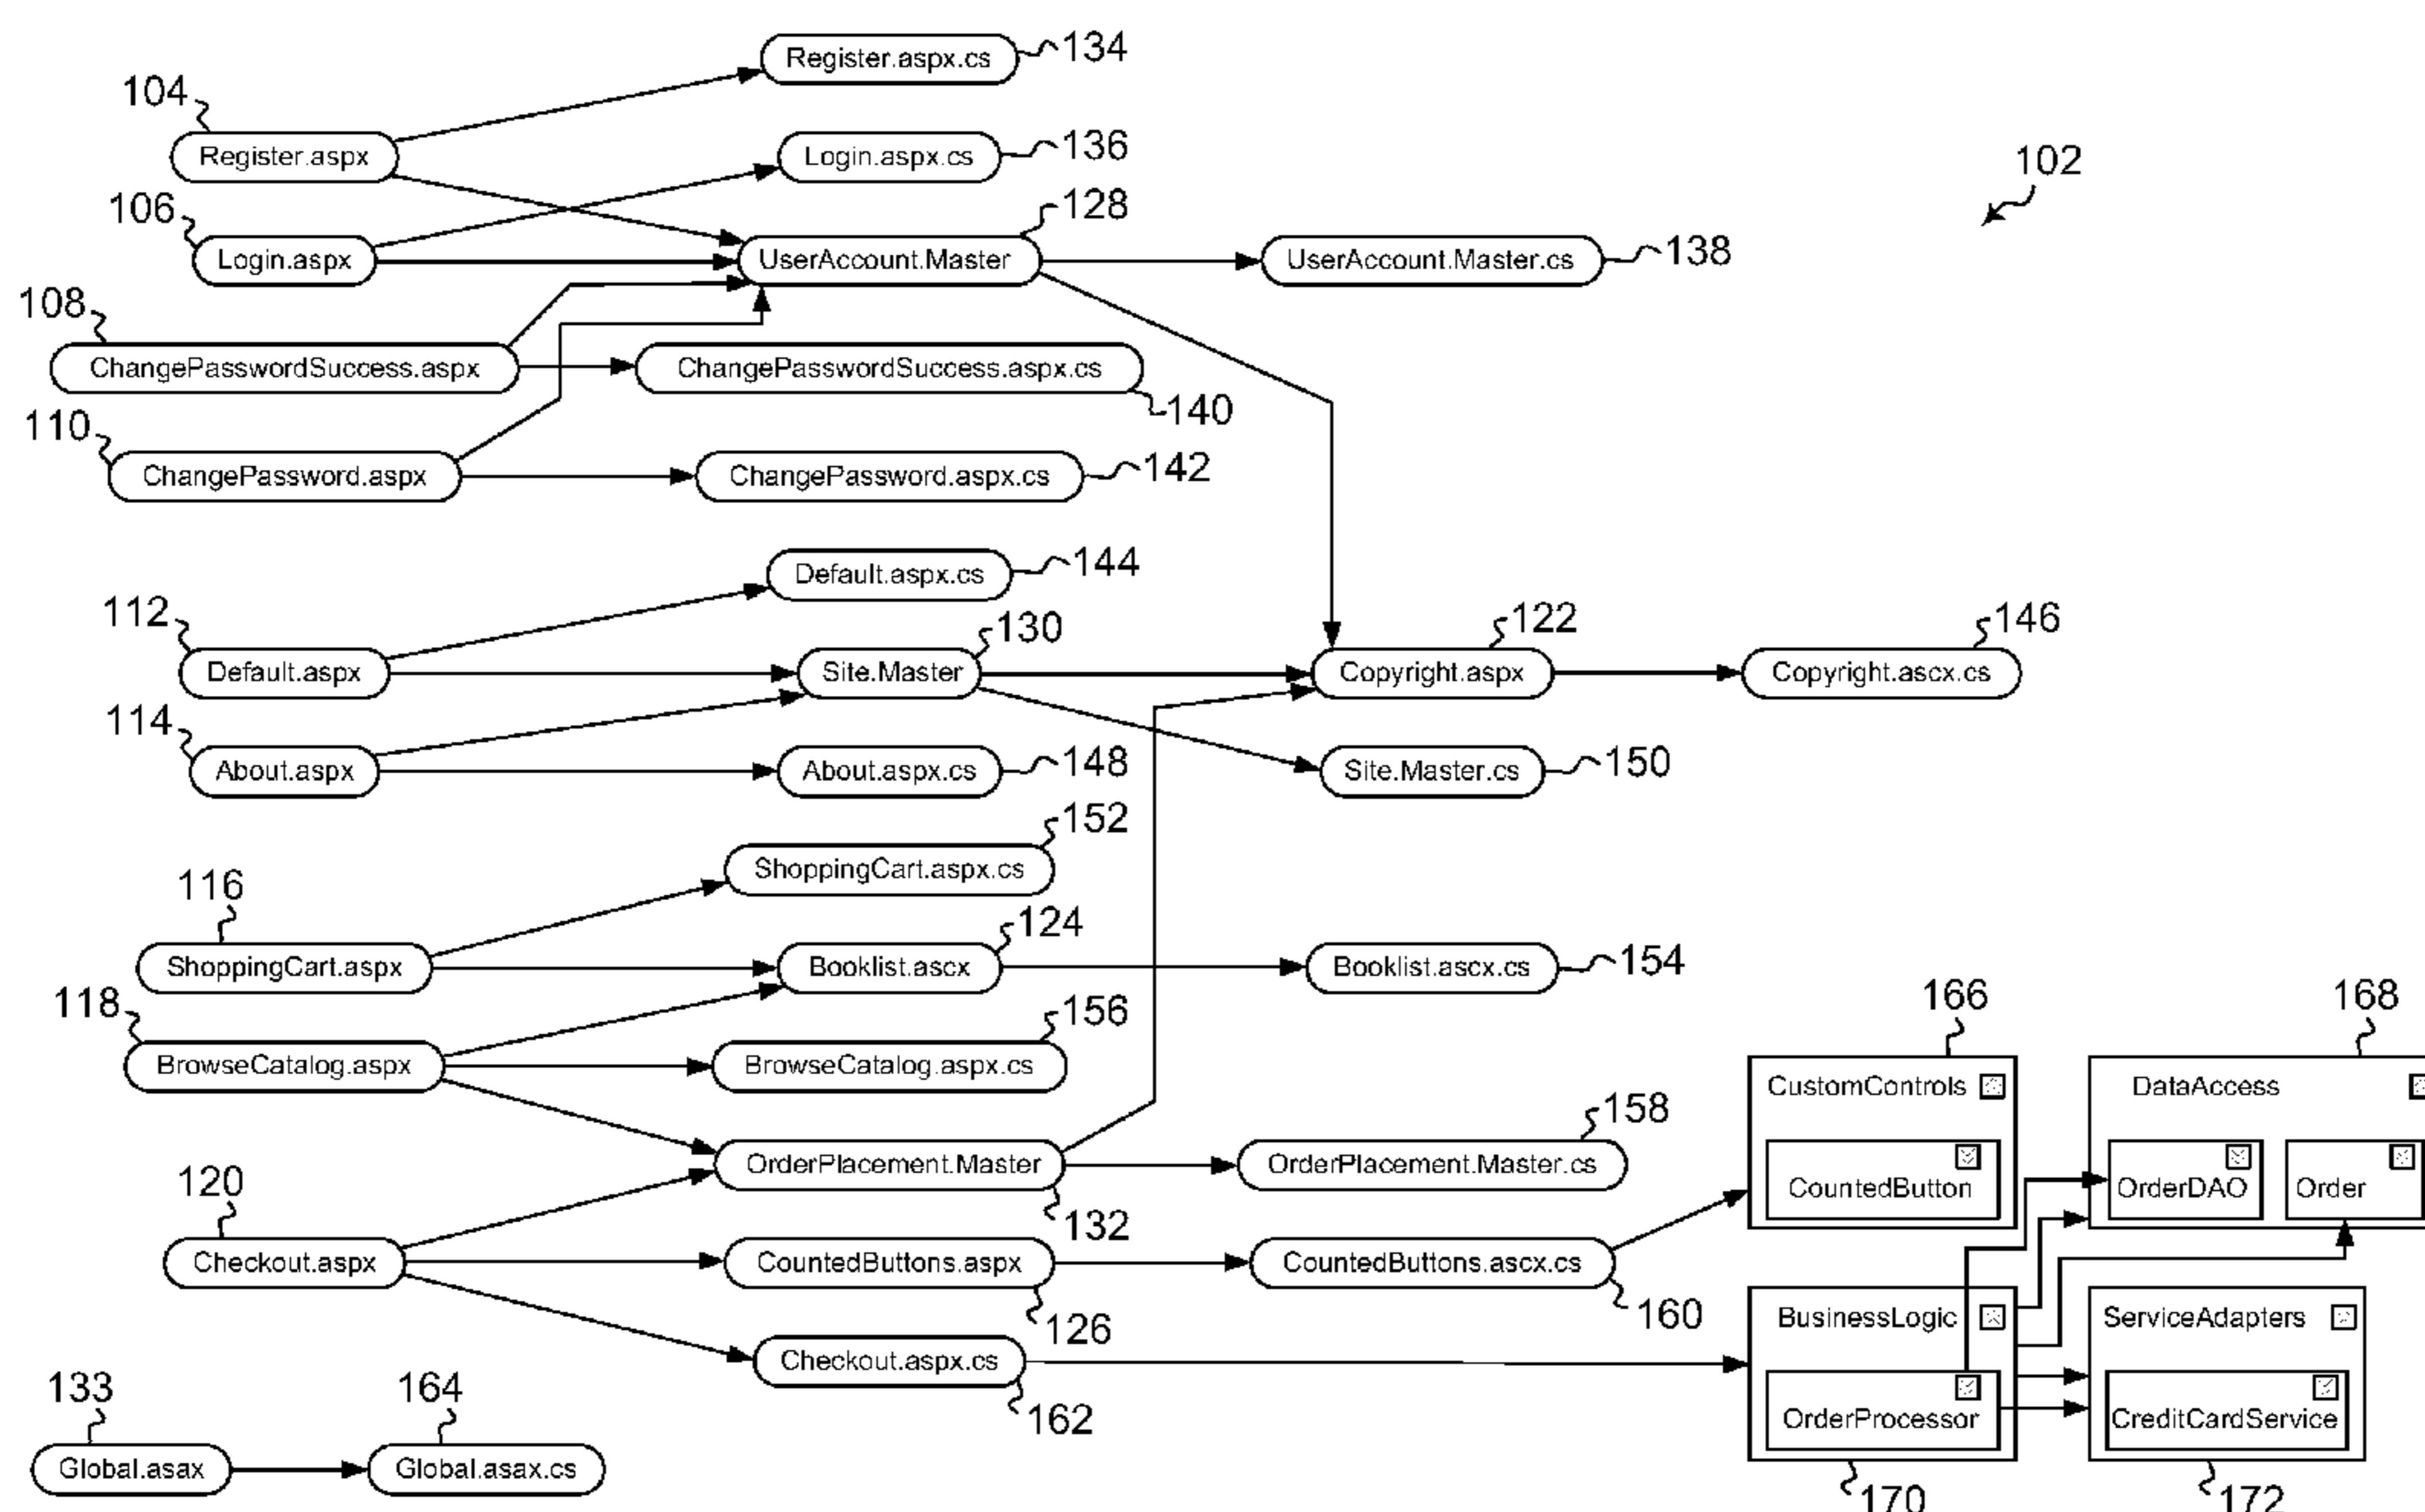 134
Register.aspx.cs
104
Register.aspx
Login.aspx.cs
136
102
106
128
Login.aspx
UserAccount.Master
UserAccount.Master.cs
138
108
ChangePasswordSuccess.aspx
ChangePasswordSuccess.aspx.cs
140
110
ChangePassword.aspx
ChangePassword.aspx.cs
142
Default.aspx.cs
144
112
130
122
146
Default.aspx
Site.Master
Copyright.aspx
Copyright.ascx.cs
114
About.aspx
About.aspx.cs
148
Site.Master.cs
150
152
ShoppingCart.aspx.cs
116
124
ShoppingCart.aspx
Booklist.ascx
Booklist.ascx.cs
154
118
156
166
168
BrowseCatalog.aspx
BrowseCatalog.aspx.cs
CustomControls
DataAccess
158
OrderPlacement.Master
OrderPlacement.Master.cs
CountedButton
OrderDAO
Order
120
132
Checkout.aspx
CountedButtons.aspx
CountedButtons.ascx.cs
126
160
BusinessLogic
ServiceAdapters
Checkout.aspx.cs
162
133
164
OrderProcessor
CreditCardService
Global.asax
Global.asax.cs
170
172